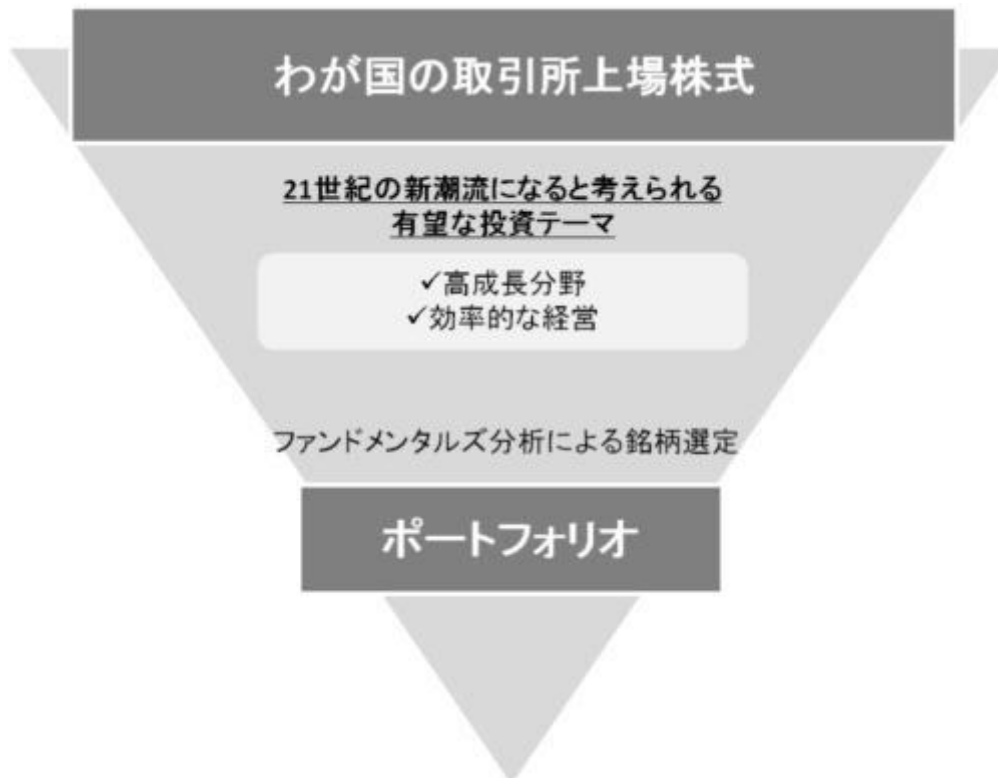 わが国の取引所上場株式
21世紀の新潮流になると考えられる
有望な投資テーマ
✓高成長分野
✓効率的な経営
ファンドメンタルズ分析による銘柄選定
ポートフォリオ